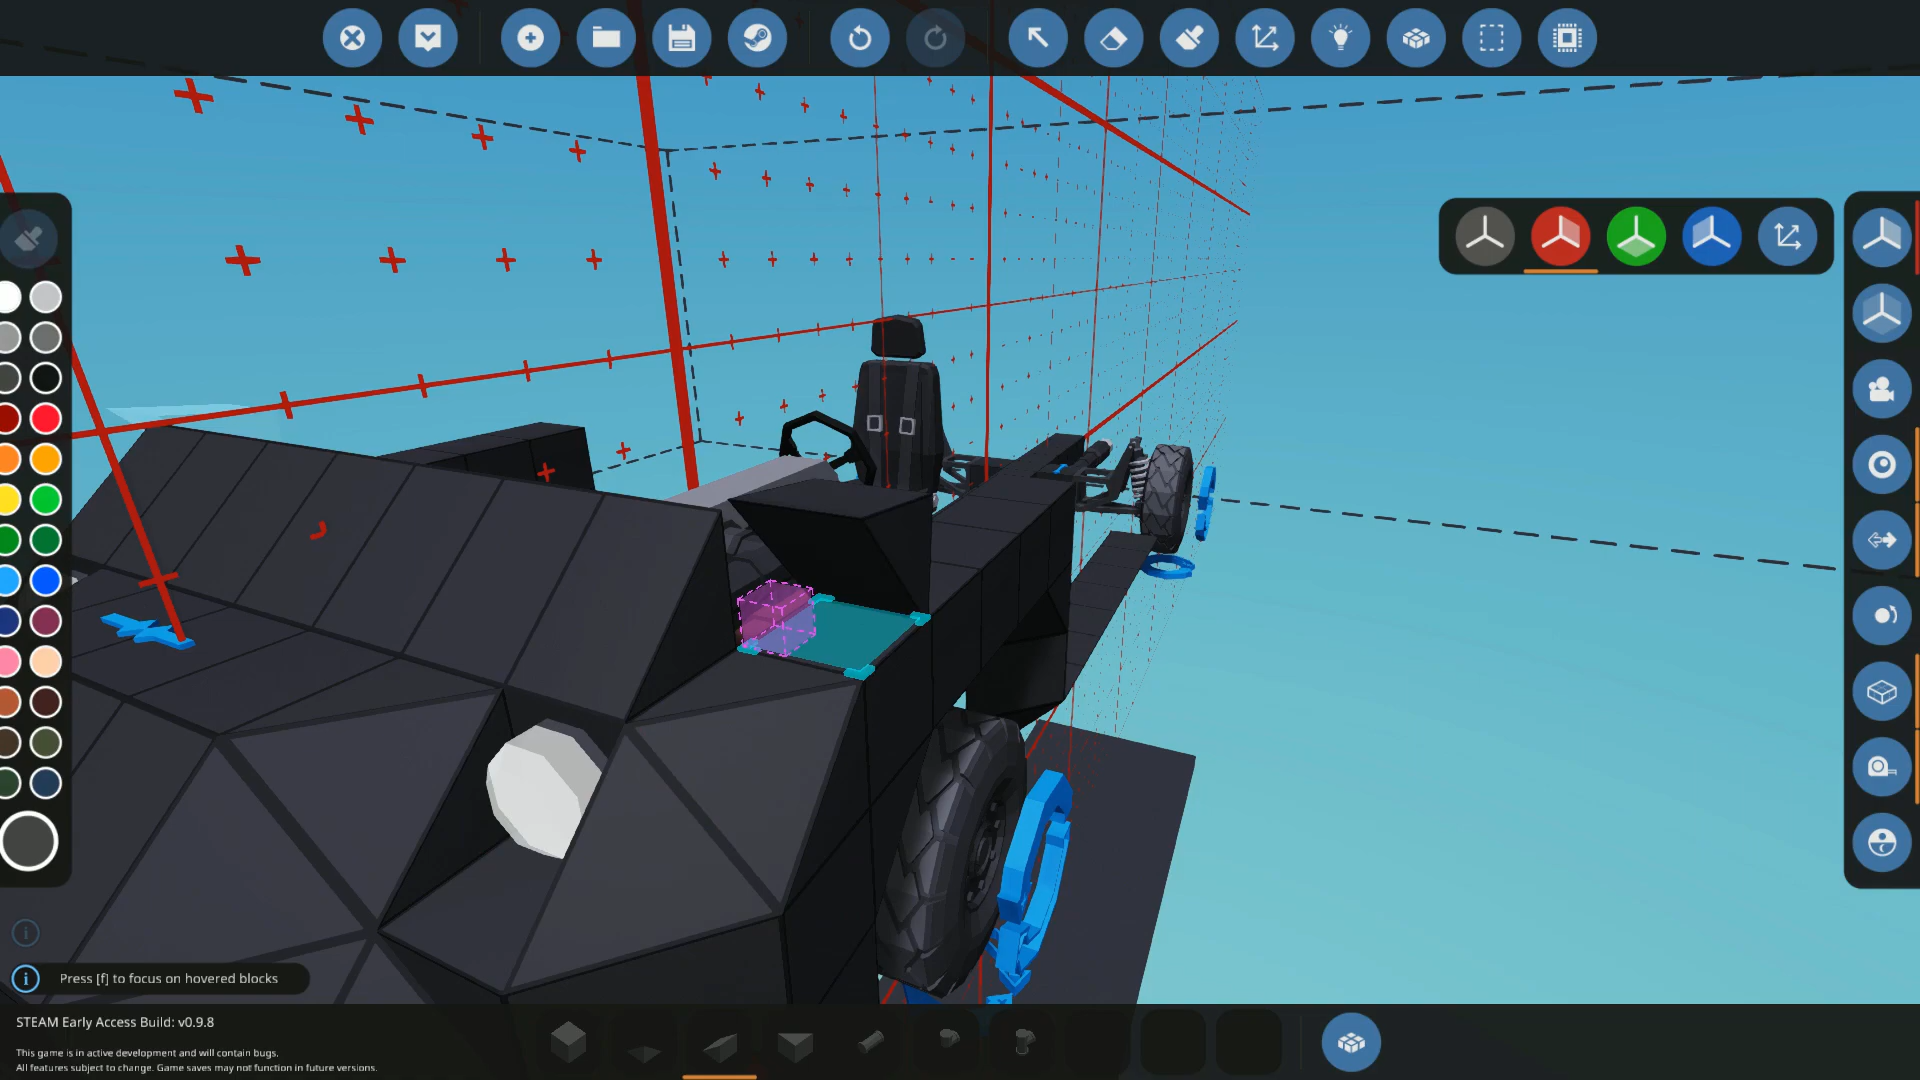 Press [f] to focus on hovered blocks
STEAM Early Access Build: v0.9.8
This game is in active development and will contain bugs.
All features subject to change. Game saves may not function in future versions.